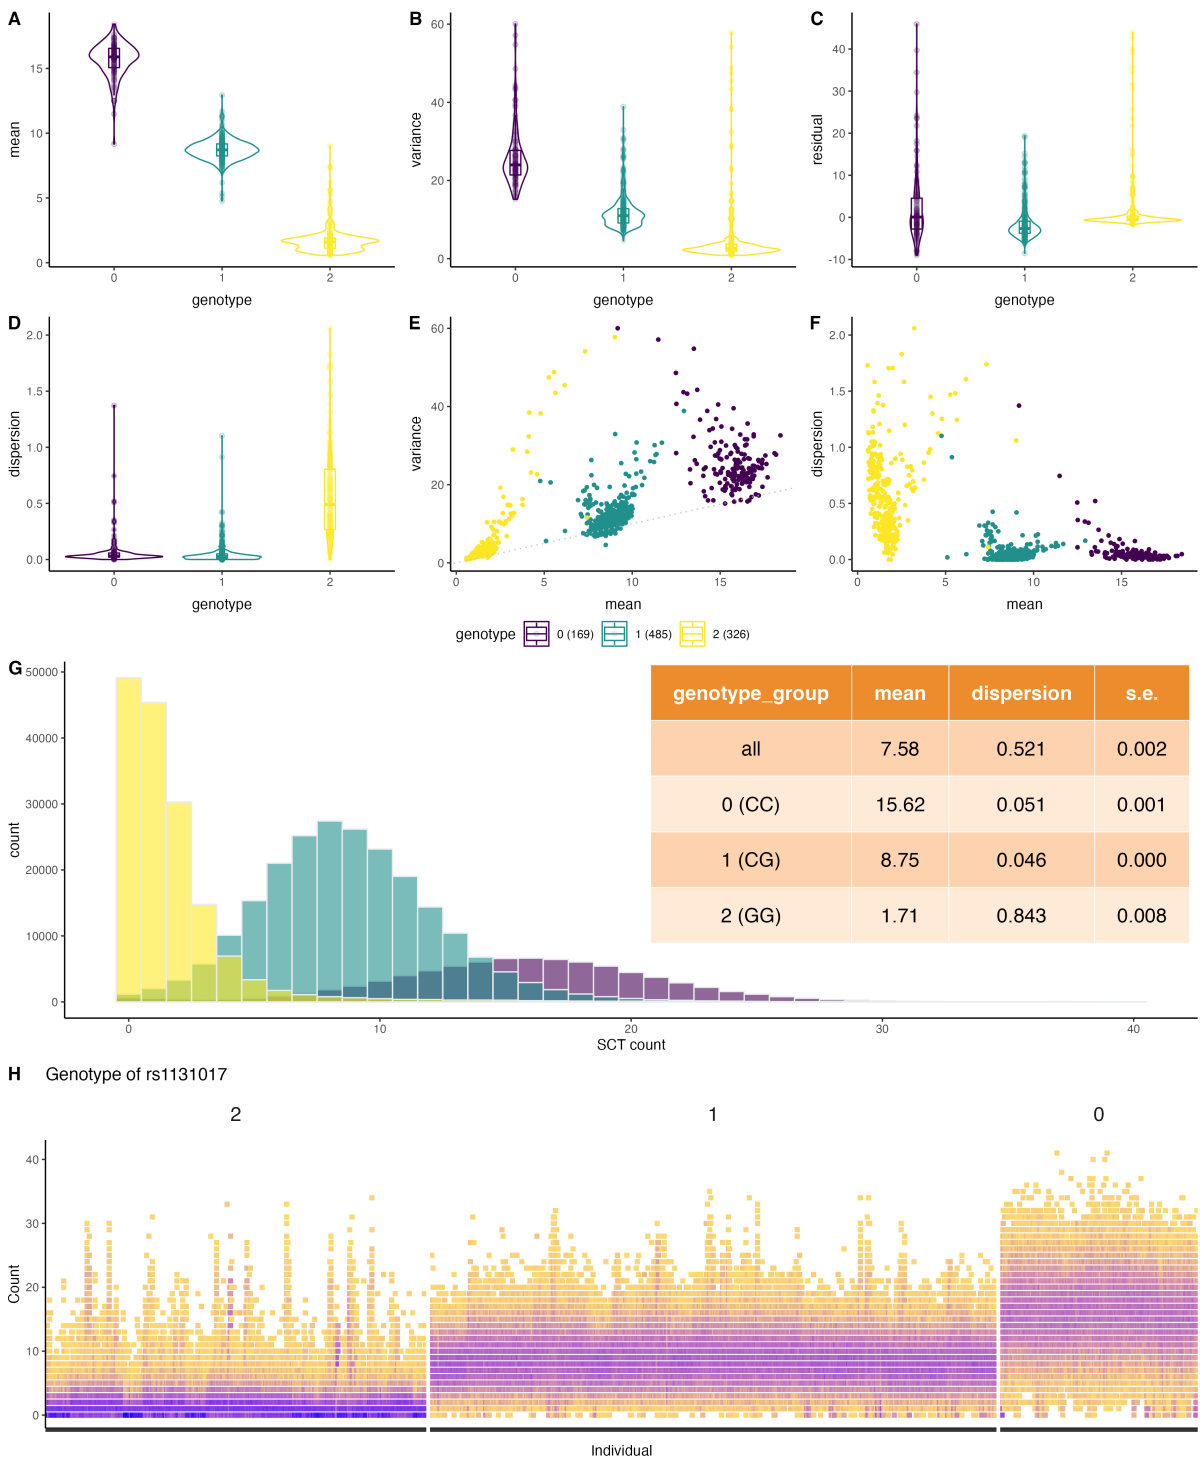 A
mean
15
10
5
0
0 1 2
genotype
B
variance
60
40
20
0
0 1 2
genotype
C
residual
40
30
20
10
0
-10
0 1 2
genotype
D
dispersion
2.0
1.5
1.0
0.5
0.0
0 1 2
genotype
E
variance
60
40
20
0
0 5 10 15
mean
F
dispersion
2.0
1.5
1.0
0.5
0.0
0 5 10 15
mean
genotype 0 (169) 1 (485) 2 (326)
G
count
50000
40000
30000
20000
10000
0
0 10 20 30 40
SCT count
genotype_group mean dispersion s.e.
all 7.58 0.521 0.002
0 (CC) 15.62 0.051 0.001
1 (CG) 8.75 0.046 0.000
2 (GG) 1.71 0.843 0.008
H Genotype of rs1131017
2 1 0
Count
40
30
20
10
0
Individual